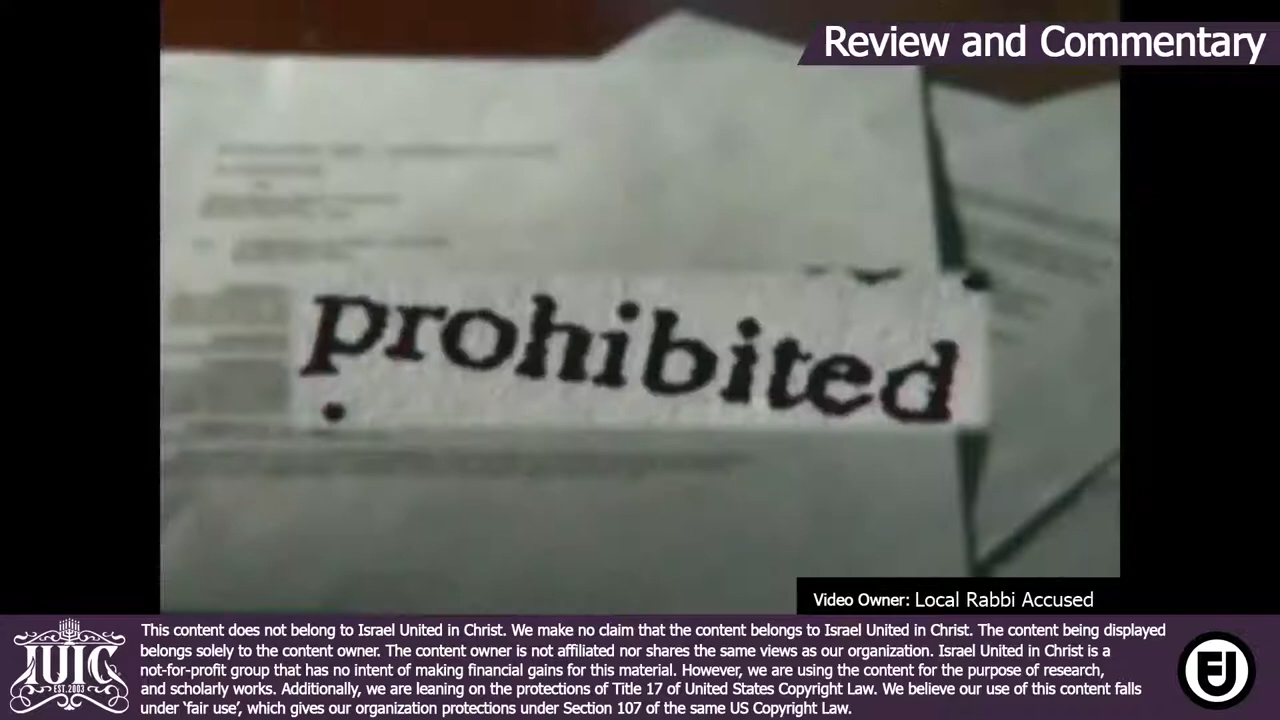 Review and Commentary
prohibited
Video Owner: Local Rabbi Accused
IUIC
EST.2003
This content does not belong to Israel United in Christ. We make no claim that the content belongs to Israel United in Christ. The content being displayed
belongs solely to the content owner. The content owner is not affiliated nor shares the same views as our organization. Israel United in Christ is a
not-for-profit group that has no intent of making financial gains for this material. However, we are using the content for the purpose of research,
and scholarly works. Additionally, we are leaning on the protections of Title 17 of United States Copyright Law. We believe our use of this content falls
under ‘fair use’, which gives our organization protections under Section 107 of the same US Copyright Law.